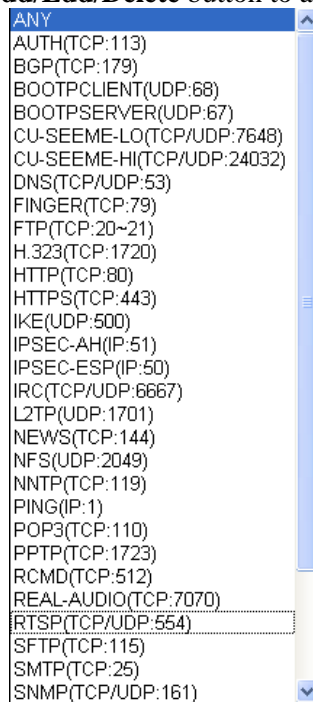 Add/Edit/Delete button to a
ANY
AUTH(TCP:113)
BGP(TCP:179)
BOOTPCLIENT(UDP:68)
BOOTPSERVER(UDP:67)
CU-SEEME-LO(TCP/UDP:7648)
CU-SEEME-HI(TCP/UDP:24032)
DNS(TCP/UDP:53)
FINGER(TCP:79)
FTP(TCP:20~21)
H.323(TCP:1720)
HTTP(TCP:80)
HTTPS(TCP:443)
IKE(UDP:500)
IPSEC-AH(IP:51)
IPSEC-ESP(IP:50)
IRC(TCP/UDP:6667)
L2TP(UDP:1701)
NEWS(TCP:144)
NFS(UDP:2049)
NNTP(TCP:119)
PING(IP:1)
POP3(TCP:110)
PPTP(TCP:1723)
RCMD(TCP:512)
REAL-AUDIO(TCP:7070)
RTSP(TCP/UDP:554)
SFTP(TCP:115)
SMTP(TCP:25)
SNMP(TCP/UDP:161)